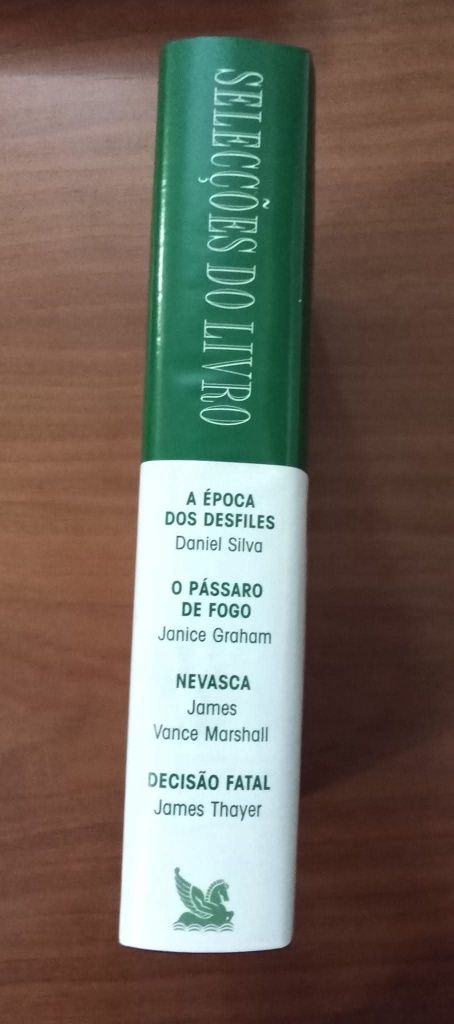 SELECÇÕES DO LIVRO
A ÉPOCA
DOS DESFILES
Daniel Silva
O PÁSSARO
DE FOGO
Janice Graham
NEVASCA
James
Vance Marshall
DECISÃO FATAL
James Thayer